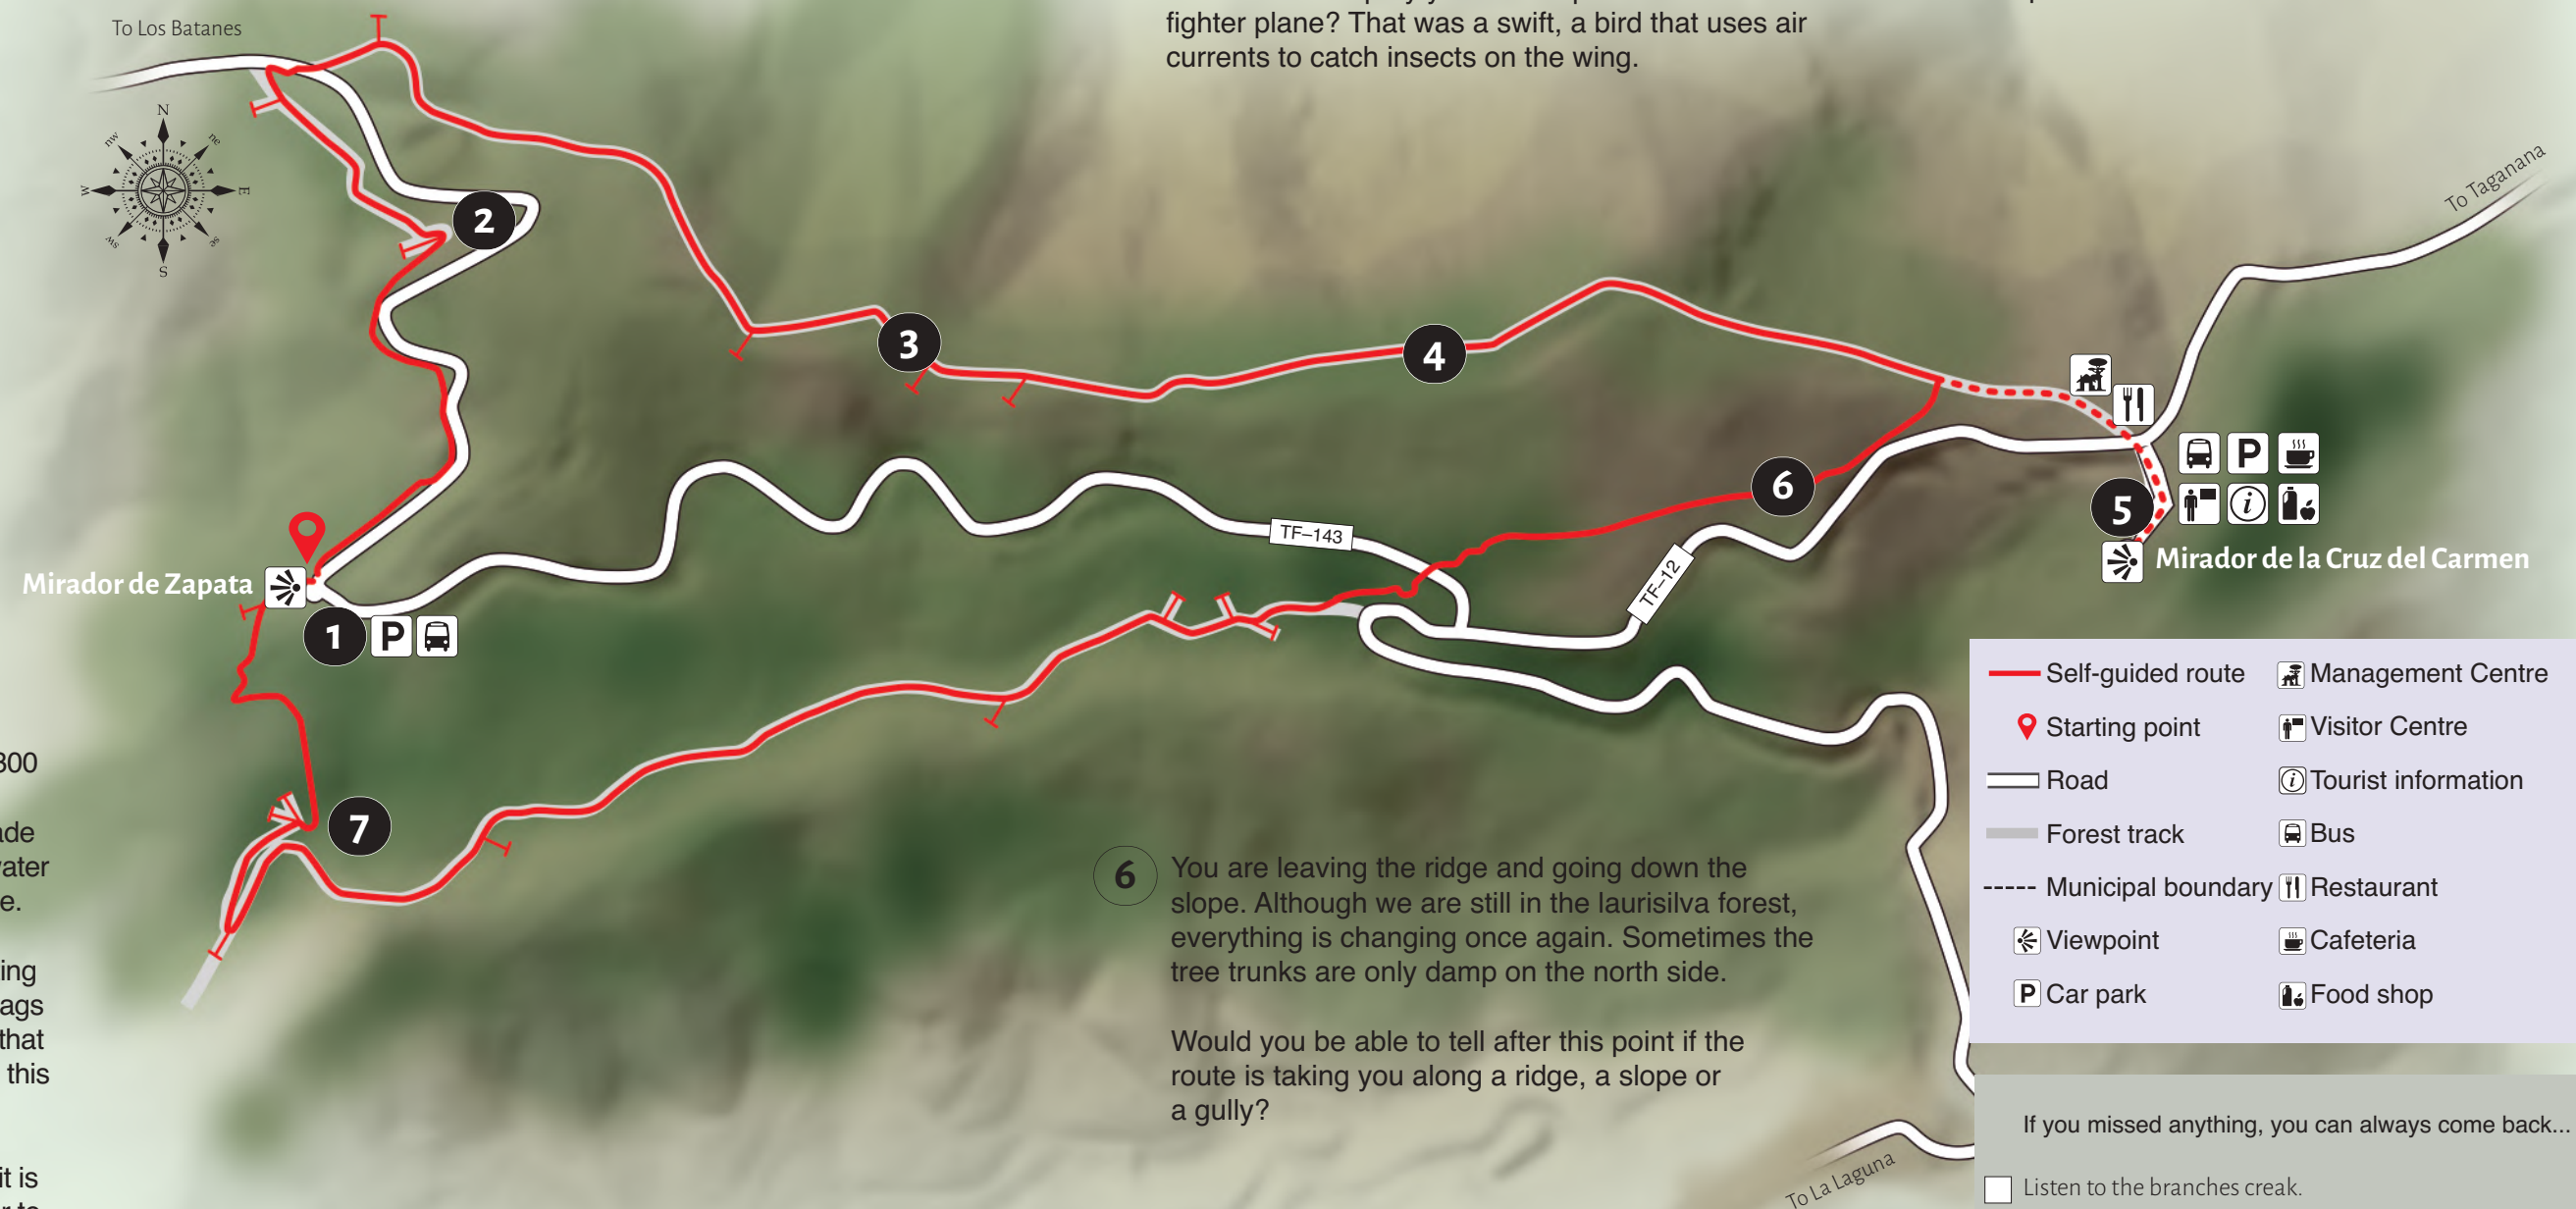 To Los Batanes
fighter plane? That was a swift, a bird that uses air
currents to catch insects on the wing.
N
nw
ne
W
E
sw
se
S
2
To Taganana
3
4
6
5
TF–143
TF–12
Mirador de Zapata
1
P
P
i
Mirador de la Cruz del Carmen
7
300
ade
vater
e.
ing
ags
that
this
it is
6
You are leaving the ridge and going down the
slope. Although we are still in the laurisilva forest,
everything is changing once again. Sometimes the
tree trunks are only damp on the north side.
Would you be able to tell after this point if the
route is taking you along a ridge, a slope or
a gully?
Self-guided route
Starting point
Road
Forest track
Municipal boundary
Viewpoint
P Car park
Management Centre
Visitor Centre
i Tourist information
Bus
Restaurant
Cafeteria
Food shop
To La Laguna
If you missed anything, you can always come back...
Listen to the branches creak.